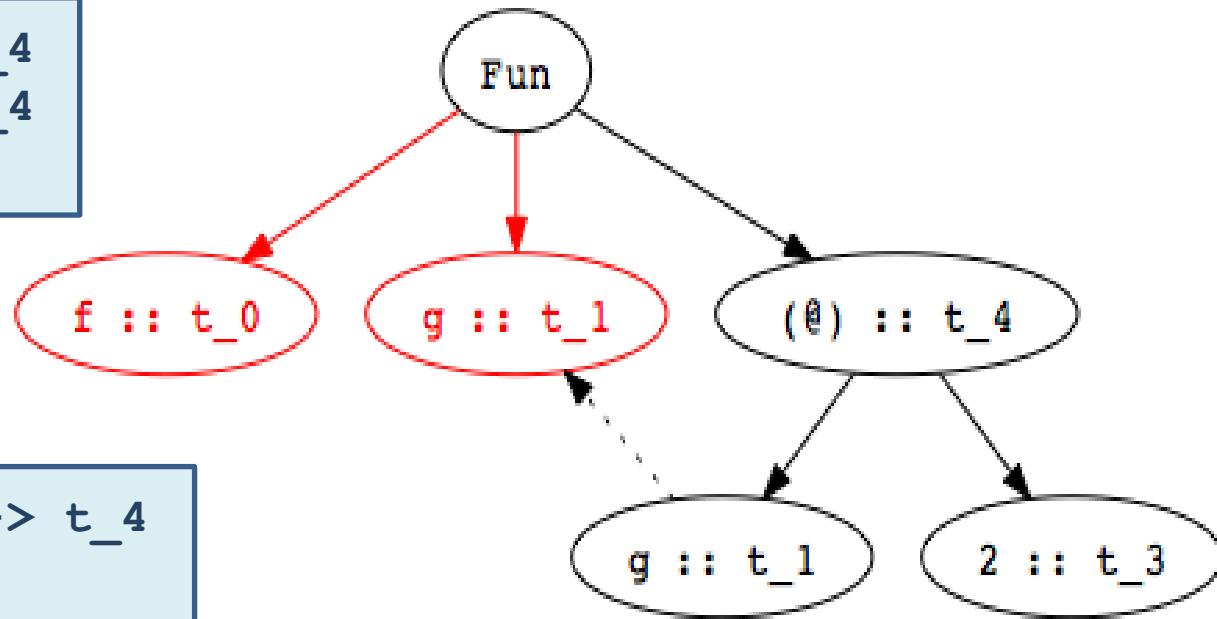 _4
_4
Fun
f :: t_0
g :: t_1
(@) :: t_4
> t_4
g :: t_1
2 :: t_3